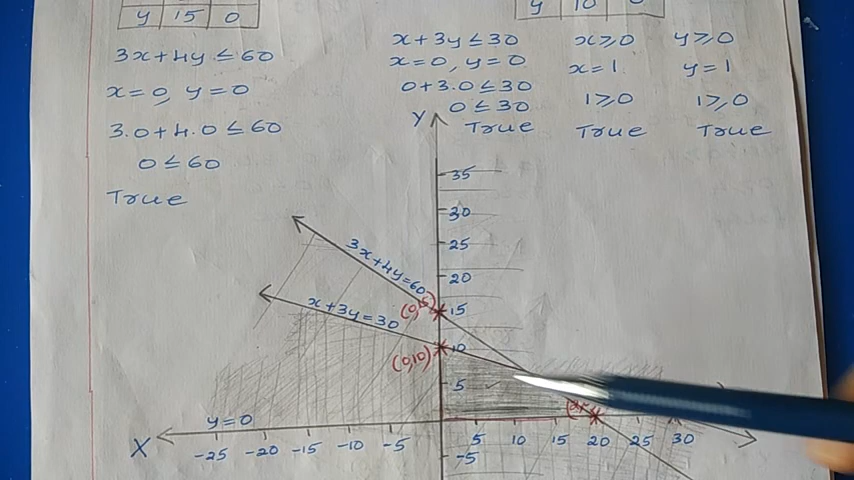 y 15 0
y 10
3x+4y ≤ 60
x=0, y=0
3.0+4.0 ≤ 60
0 ≤ 60
True
x+3y ≤ 30
x=0, y=0
0+3.0 ≤ 30
0 ≤ 30
True
x ≥ 0
x=1
1 ≥ 0
True
y ≥ 0
y=1
1 ≥ 0
True
Y
35
30
25
20
15
10
5
-5
3x+4y=60
x+3y=30
(0,15)
(0,10)
y=0
X
-25 -20 -15 -10 -5 5 10 15 20 25 30